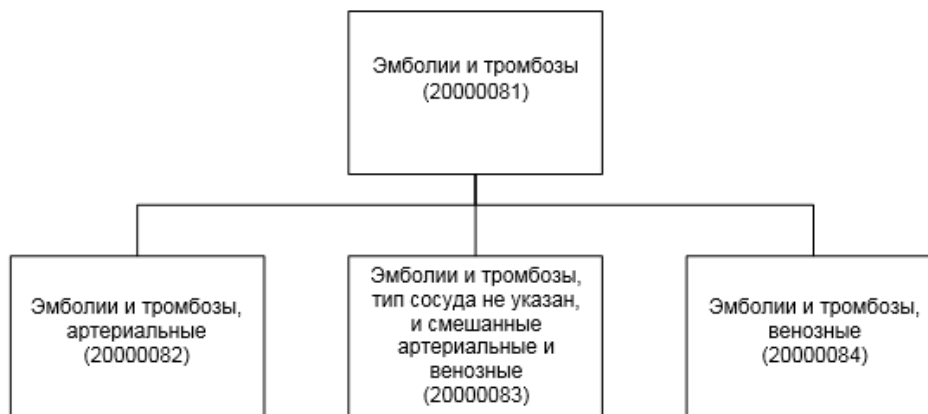 Эмболии и тромбозы
(20000081)
Эмболии и тромбозы,
артериальные
(20000082)
Эмболии и тромбозы,
тип сосуда не указан,
и смешанные
артериальные и
венозные
(20000083)
Эмболии и тромбозы,
венозные
(20000084)